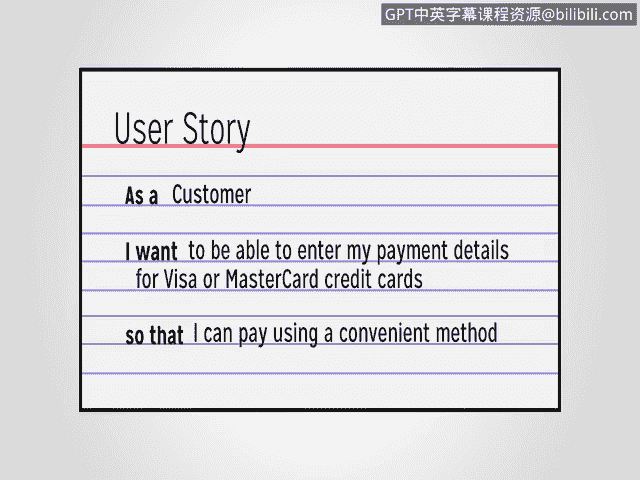 GPT中英字幕课程资源@bilibili.com
User Story
As a Customer
I want to be able to enter my payment details
for Visa or MasterCard credit cards
so that I can pay using a convenient method